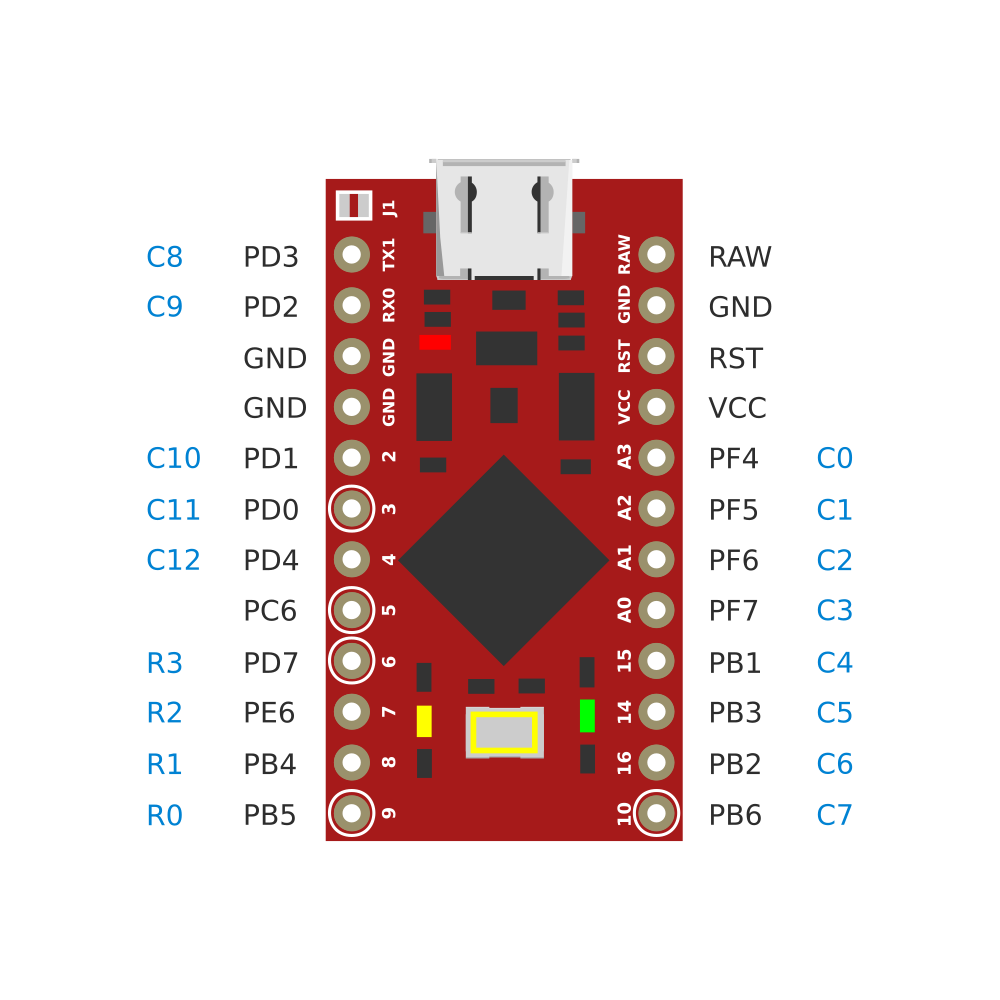 J1
C8 PD3 TX1 RAW RAW
C9 PD2 RX0 GND GND
GND GND RST RST
GND GND VCC VCC
C10 PD1 2 A3 PF4 C0
C11 PD0 3 A2 PF5 C1
C12 PD4 4 A1 PF6 C2
PC6 5 A0 PF7 C3
R3 PD7 6 15 PB1 C4
R2 PE6 7 14 PB3 C5
R1 PB4 8 16 PB2 C6
R0 PB5 9 10 PB6 C7